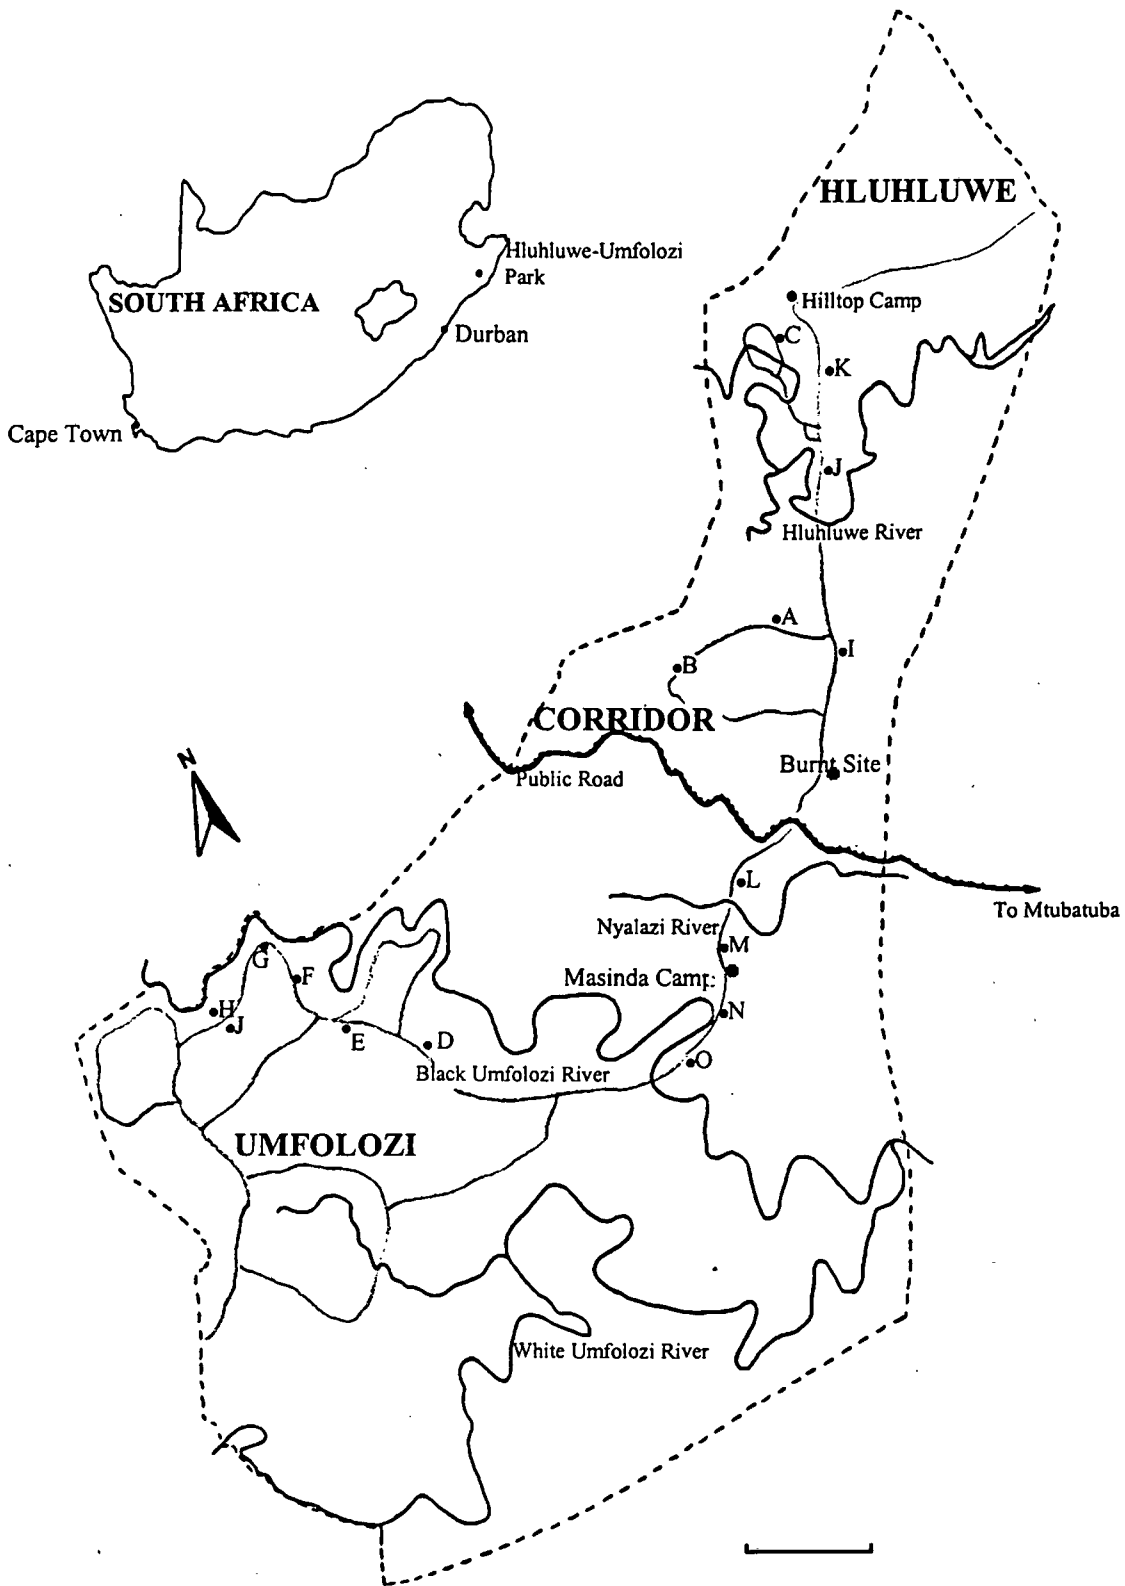 HLUHLUWE
Hluhluwe-Umfolozi
Park
SOUTH AFRICA
Durban
Cape Town
Hilltop Camp
C
K
J
Hluhluwe River
A
I
B
CORRIDOR
Public Road
Burnt Site
N
L
To Mtubatuba
Nyalazi River
M
Masinda Camp:
G
F
H
J
E
D
N
O
Black Umfolozi River
UMFOLOZI
White Umfolozi River